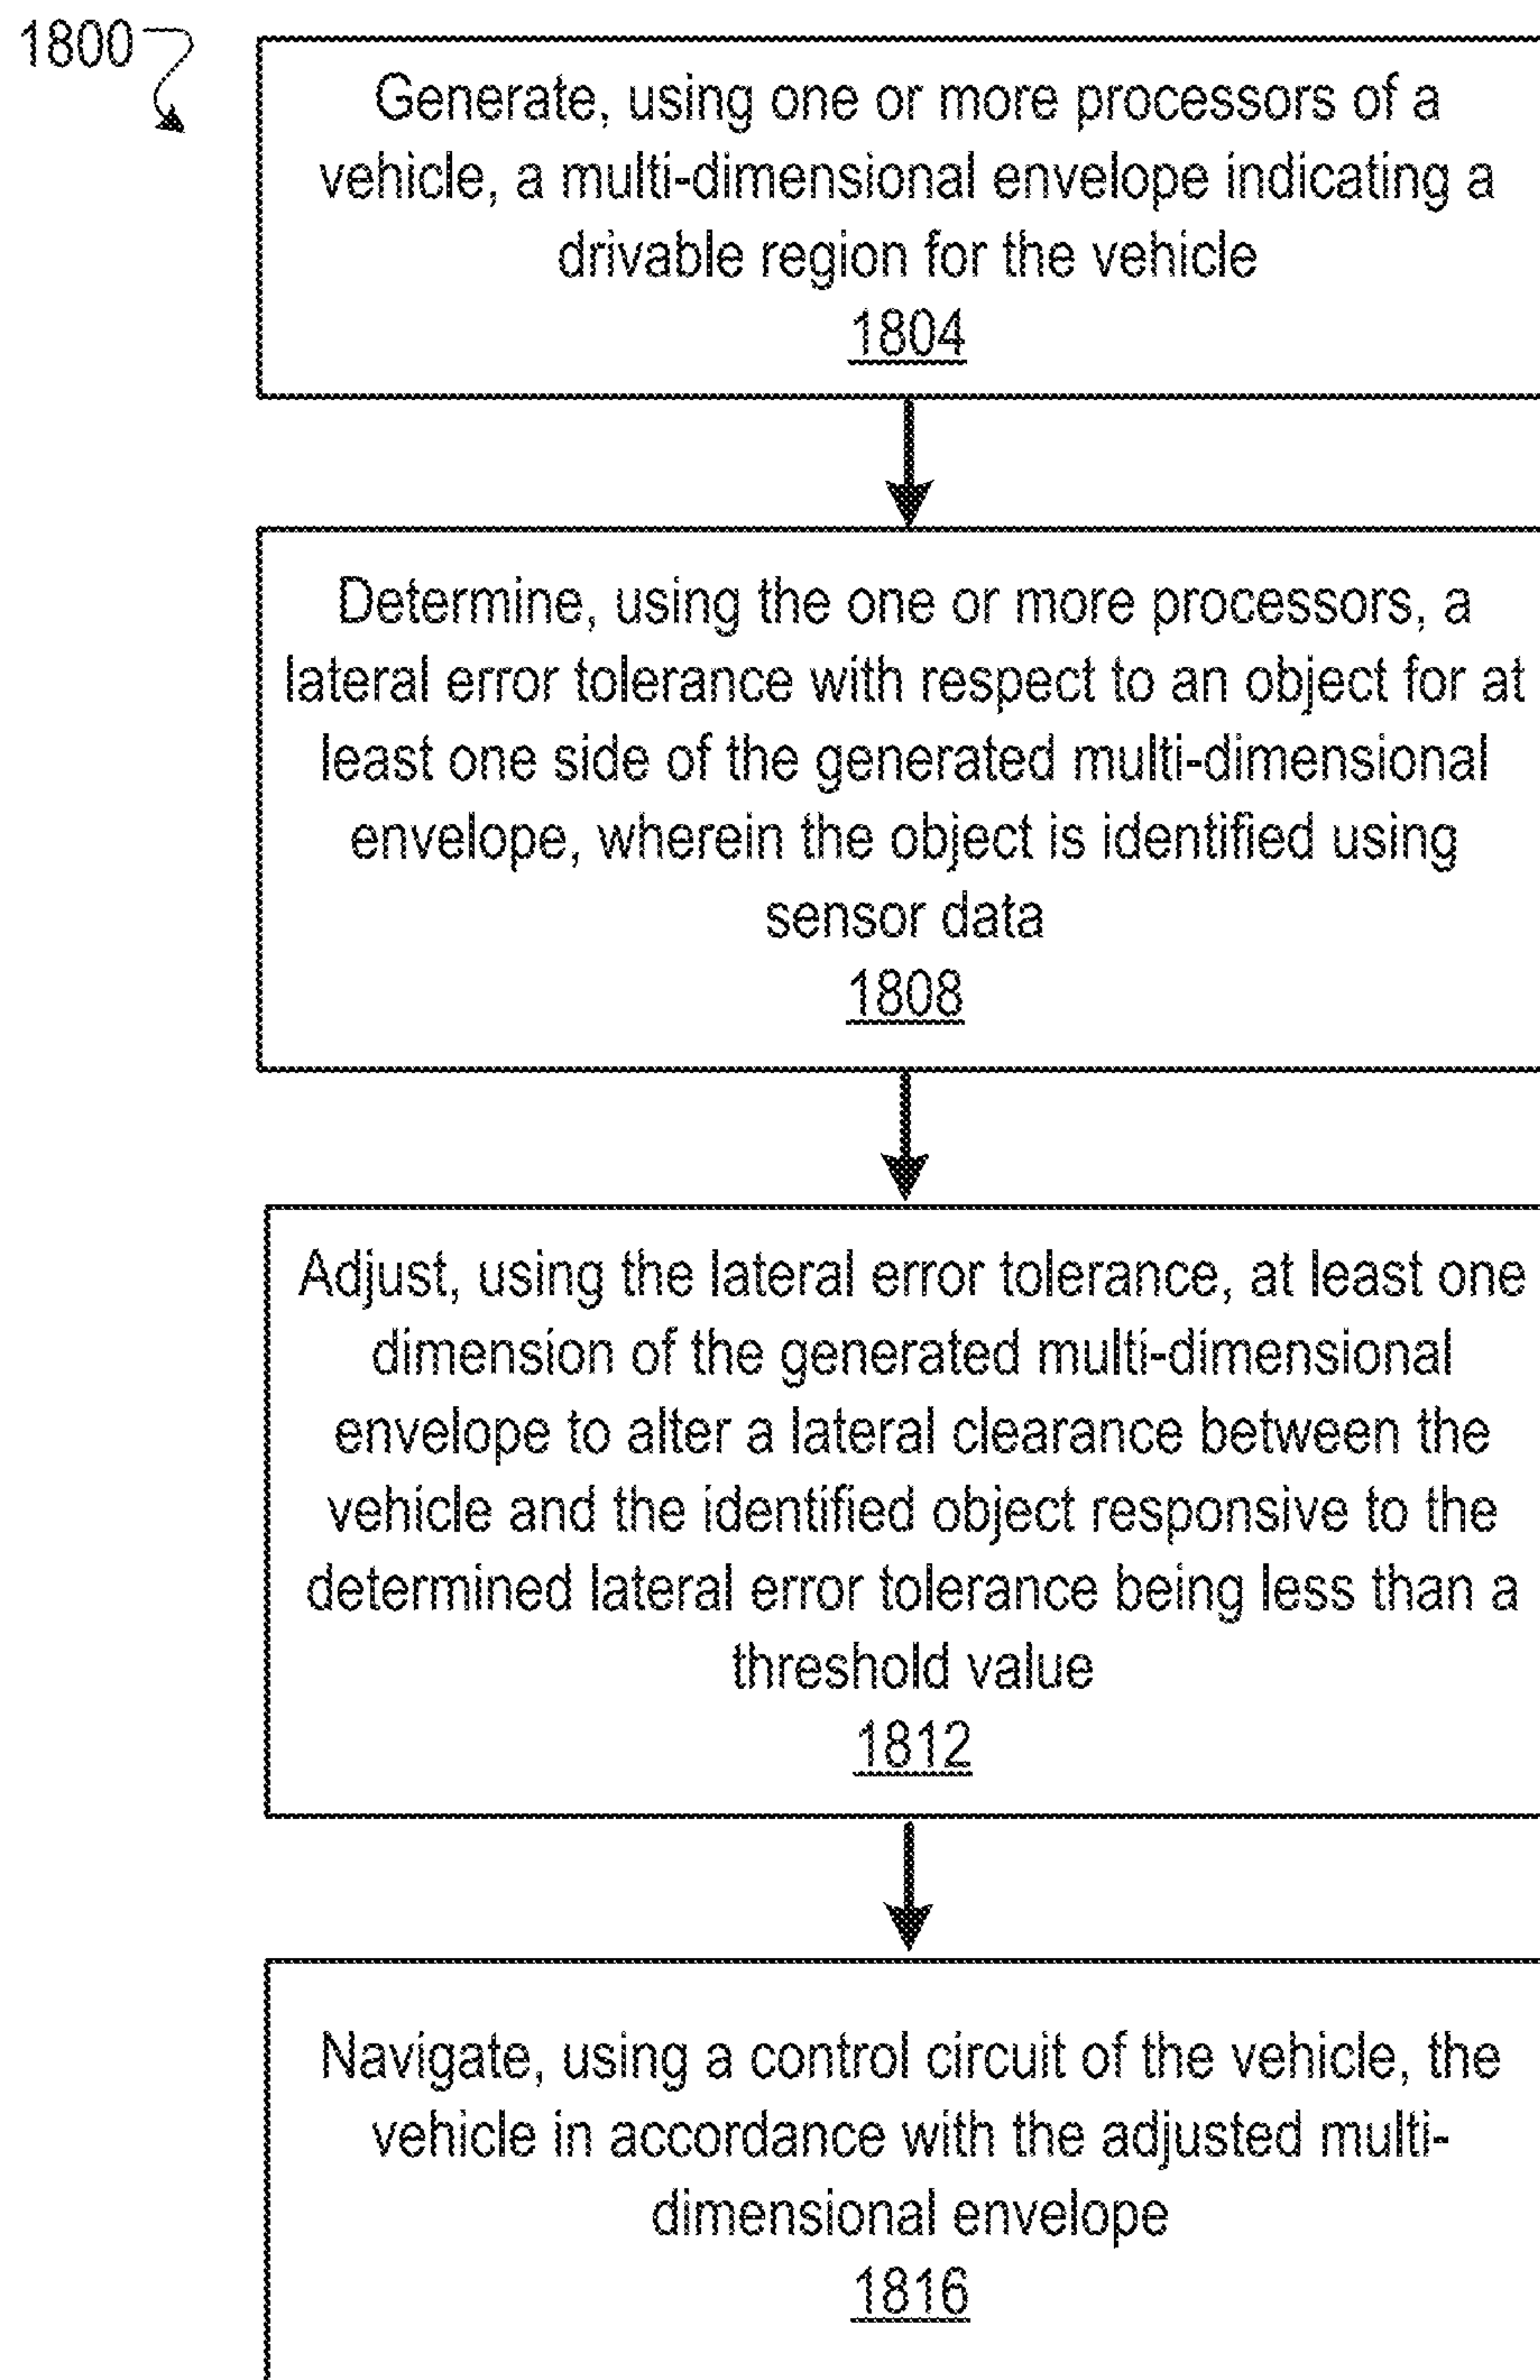 1800
Generate, using one or more processors of a
vehicle, a multi-dimensional envelope indicating a
drivable region for the vehicle
1804
Determine, using the one or more processors, a
lateral error tolerance with respect to an object for at
least one side of the generated multi-dimensional
envelope, wherein the object is identified using
sensor data
1808
Adjust, using the lateral error tolerance, at least one
dimension of the generated multi-dimensional
envelope to alter a lateral clearance between the
vehicle and the identified object responsive to the
determined lateral error tolerance being less than a
threshold value
1812
Navigate, using a control circuit of the vehicle, the
vehicle in accordance with the adjusted multi-
dimensional envelope
1816